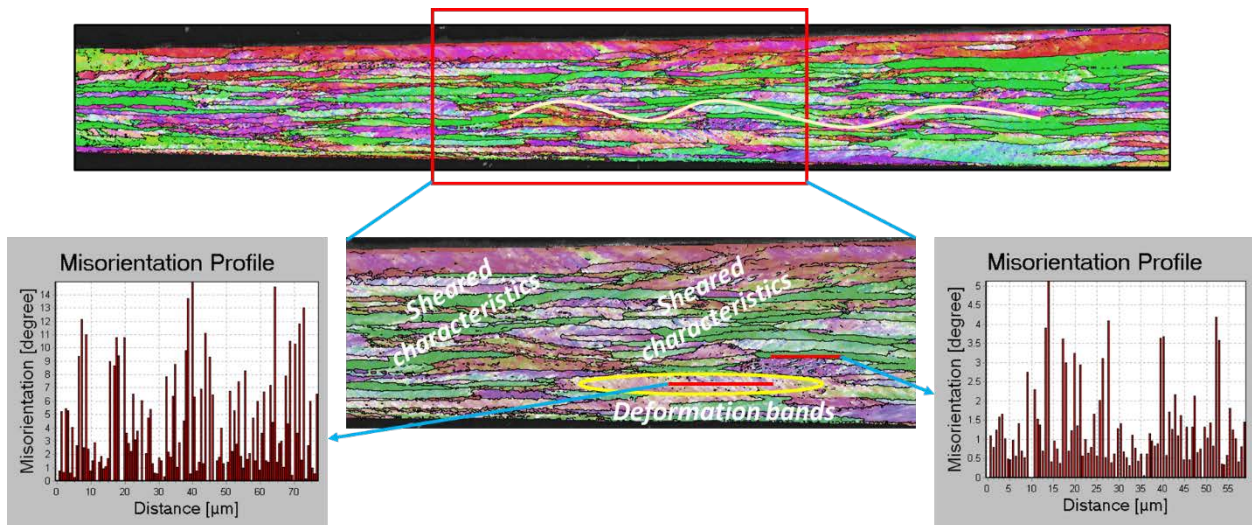 Misorientation Profile
Misorientation [degree]
14
13
12
11
10
9
8
7
6
5
4
3
2
1
0
0 10 20 30 40 50 60 70
Distance [µm]
Sheared
characteristics
Sheared
characteristics
Deformation bands
Misorientation Profile
Misorientation [degree]
5
4.5
4
3.5
3
2.5
2
1.5
1
0.5
0
0 5 10 15 20 25 30 35 40 45 50 55
Distance [µm]